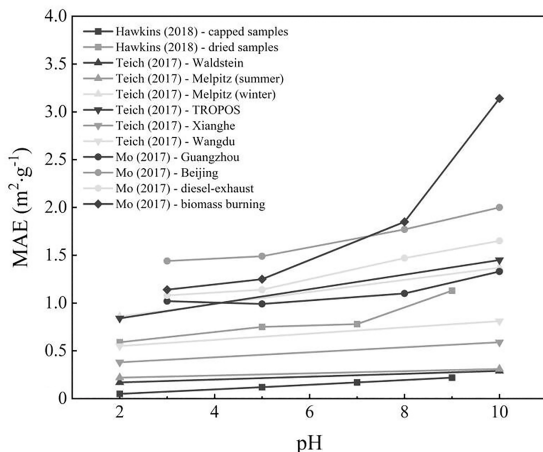 4.0
3.5
3.0
2.5
2.0
1.5
1.0
0.5
0
MAE (m²·g⁻¹)
Hawkins (2018) - capped samples
Hawkins (2018) - dried samples
Teich (2017) - Waldstein
Teich (2017) - Melpitz (summer)
Teich (2017) - Melpitz (winter)
Teich (2017) - TROPOS
Teich (2017) - Xianghe
Teich (2017) - Wangdu
Mo (2017) - Guangzhou
Mo (2017) - Beijing
Mo (2017) - diesel-exhaust
Mo (2017) - biomass burning
2 4 6 8 10
pH